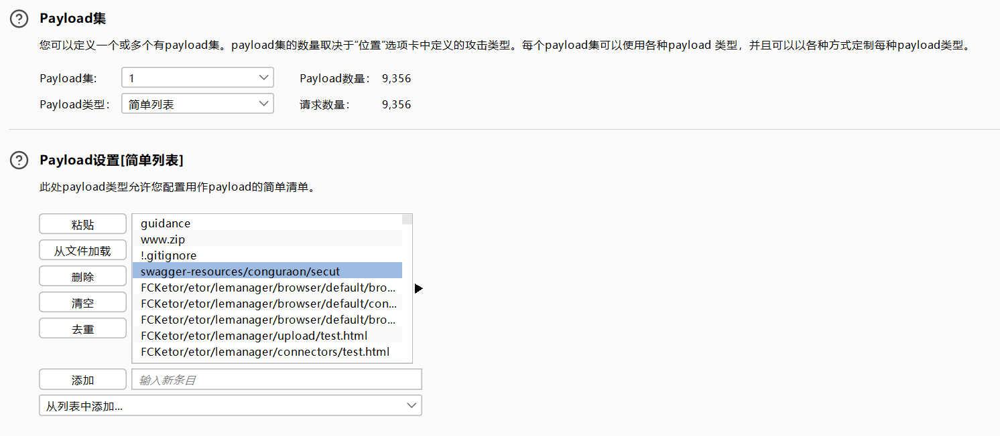 Payload集
您可以定义一个或多个有payload集。payload集的数量取决于"位置"选项卡中定义的攻击类型。每个payload集可以使用各种payload 类型，并且可以以各种方式定制每种payload类型。
Payload集: 1 Payload数量: 9,356
Payload类型: 简单列表 请求数量: 9,356
Payload设置[简单列表]
此处payload类型允许您配置用作payload的简单清单。
粘贴
从文件加载
删除
清空
去重
guidance
www.zip
!.gitignore
swagger-resources/conguraon/secut
FCKetor/etor/lemanager/browser/default/bro...
FCKetor/etor/lemanager/browser/default/con...
FCKetor/etor/lemanager/browser/default/bro...
FCKetor/etor/lemanager/upload/test.html
FCKetor/etor/lemanager/connectors/test.html
添加 输入新条目
从列表中添加...